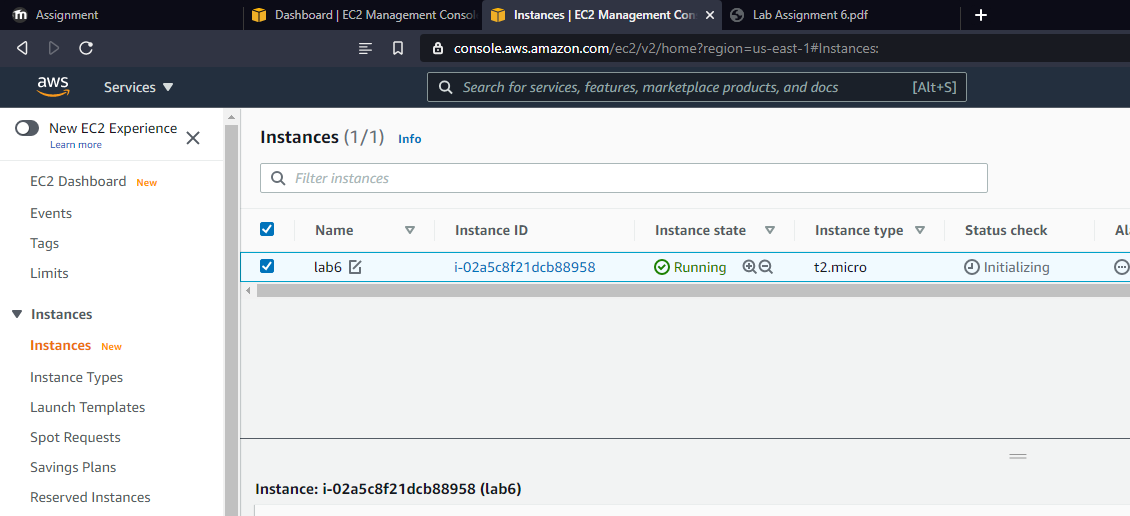 Assignment
Dashboard | EC2 Management Consol
Instances | EC2 Management Con
Lab Assignment 6.pdf
console.aws.amazon.com/ec2/v2/home?region=us-east-1#Instances:
aws
Services
Search for services, features, marketplace products, and docs
[Alt+S]
New EC2 Experience
Learn more
EC2 Dashboard New
Events
Tags
Limits
Instances
Instances New
Instance Types
Launch Templates
Spot Requests
Savings Plans
Reserved Instances
Instances (1/1) Info
Filter instances
Name Instance ID Instance state Instance type Status check Ala
lab6 i-02a5c8f21dcb88958 Running t2.micro Initializing
Instance: i-02a5c8f21dcb88958 (lab6)